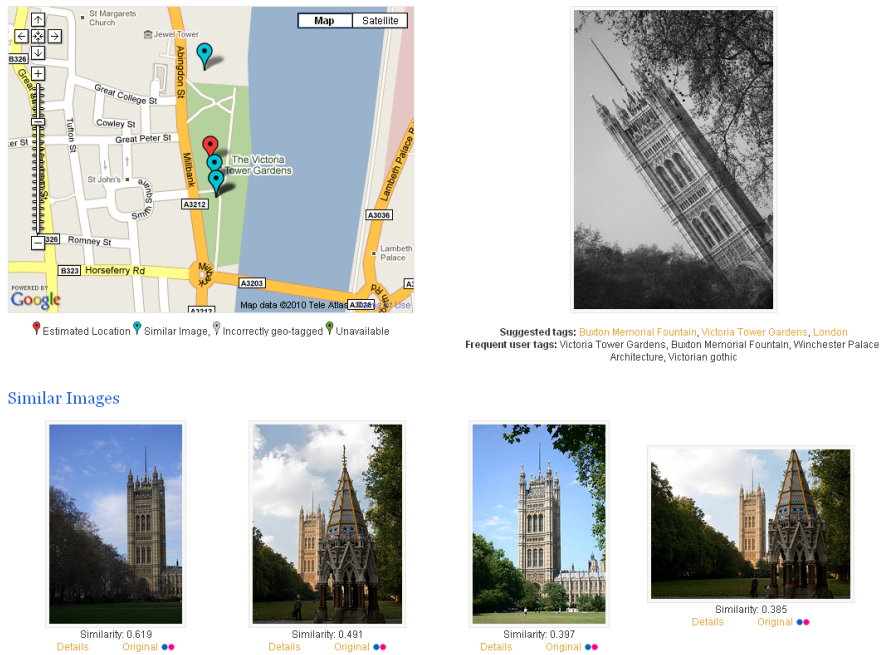 St Margarets
Church
Jewel Tower
Map
Satellite
B326
Abingdon St
Great College St
Cowley St
Great Peter St
Tufton St
Millbank
The Victoria
Tower Gardens
St John's
Smith Square
A3212
Lambeth Palace R
A3036
Romney St
326
B323
Horseferry Rd
A3203
Lambeth
Palace
POWERED BY
Google
Map data ©2010 Tele Atlas
A3036
of Use
A3212
Estimated Location Similar Image, Incorrectly geo-tagged Unavailable
Suggested tags: Buxton Memorial Fountain, Victoria Tower Gardens, London
Frequent user tags: Victoria Tower Gardens, Buxton Memorial Fountain, Winchester Palace
Architecture, Victorian gothic
Similar Images
Similarity: 0.619
Details Original
Similarity: 0.491
Details Original
Similarity: 0.397
Details Original
Similarity: 0.385
Details Original